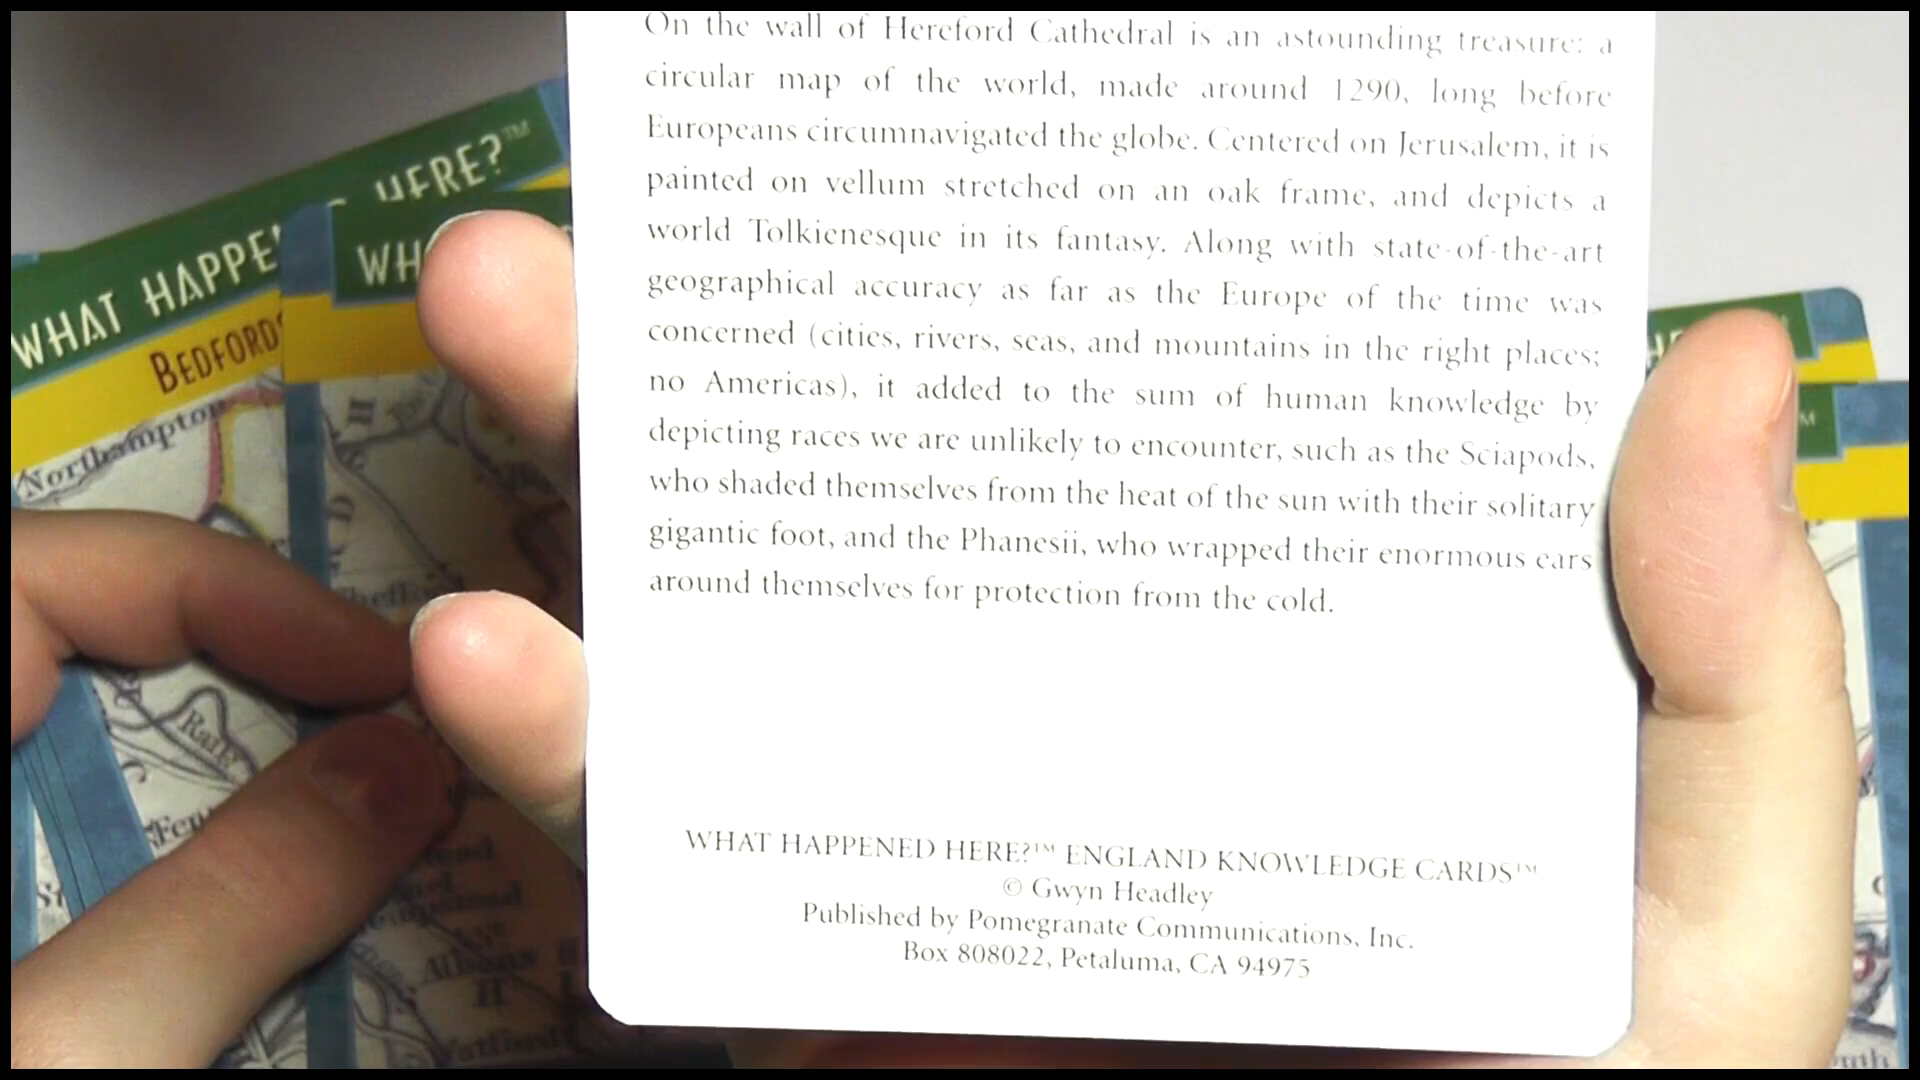 On the wall of Hereford Cathedral is an astounding treasure: a
circular map of the world, made around 1290, long before
Europeans circumnavigated the globe. Centered on Jerusalem, it is
painted on vellum stretched on an oak frame, and depicts a
world Tolkienesque in its fantasy. Along with state-of-the-art
geographical accuracy as far as the Europe of the time was
concerned (cities, rivers, seas, and mountains in the right places;
no Americas), it added to the sum of human knowledge by
depicting races we are unlikely to encounter, such as the Sciapods,
who shaded themselves from the heat of the sun with their solitary
gigantic foot, and the Phanesii, who wrapped their enormous ears
around themselves for protection from the cold.
WHAT HAPPENED HERE?™ ENGLAND KNOWLEDGE CARDS™
© Gwyn Headley
Published by Pomegranate Communications, Inc.
Box 808022, Petaluma, CA 94975
WHAT HAPPE HERE?™
BEDFORDS
Northampton
WH